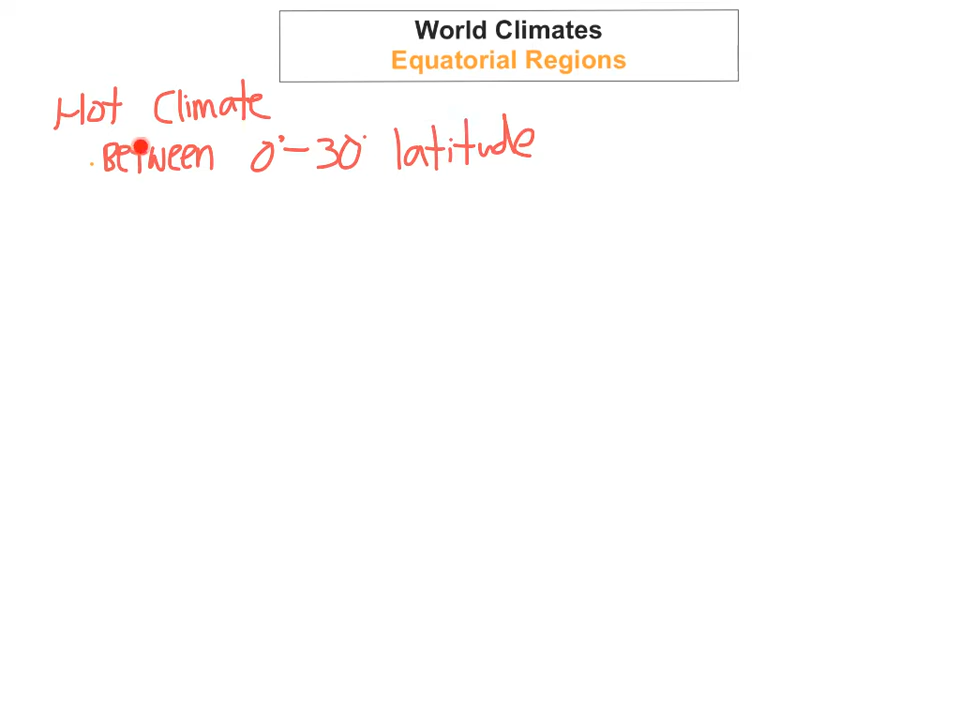 World Climates
Equatorial Regions
Hot Climate
Between 0°-30° latitude